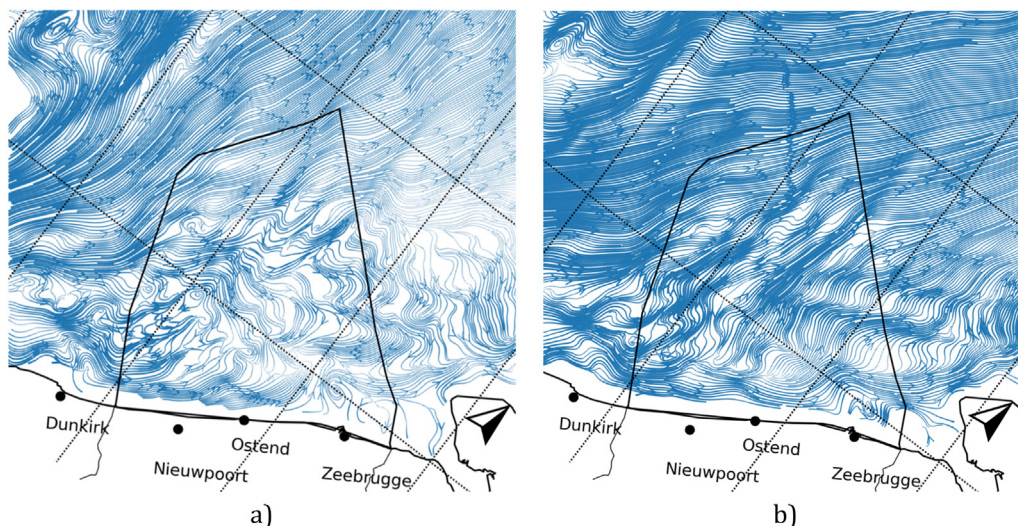 Dunkirk
Ostend
Nieuwpoort
Zeebrugge
a)
Dunkirk
Ostend
Nieuwpoort
Zeebrugge
b)